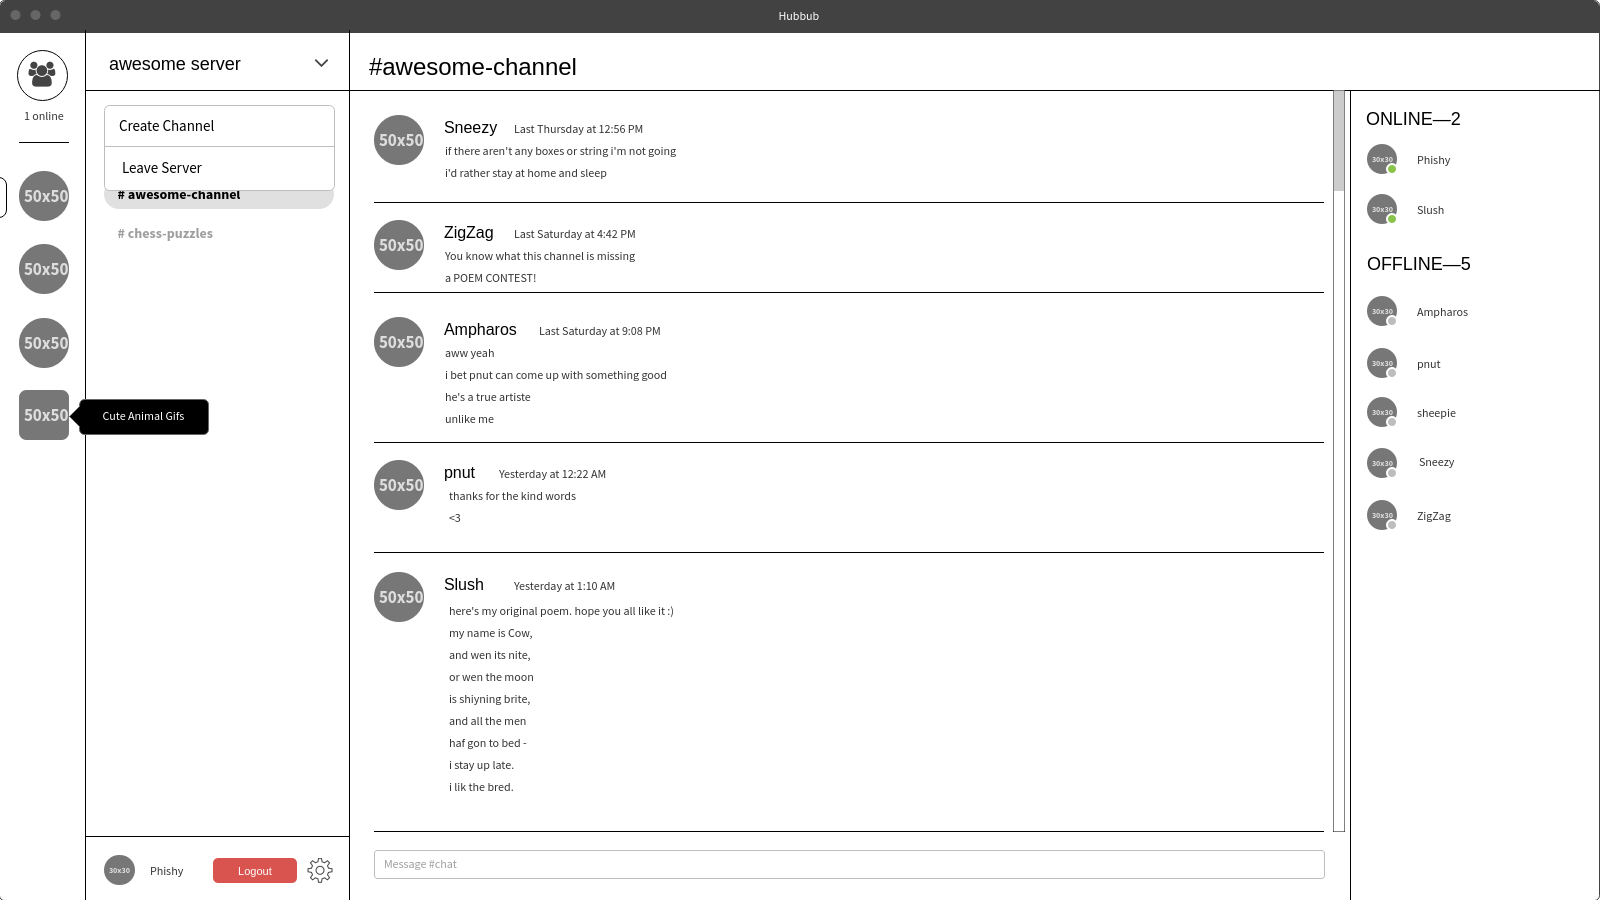 Hubbub
1 online
50x50
50x50
50x50
50x50
Cute Animal Gifs
awesome server
Create Channel
Leave Server
# awesome-channel
# chess-puzzles
30x30
Phishy
Logout
#awesome-channel
50x50
Sneezy Last Thursday at 12:56 PM
if there aren't any boxes or string i'm not going
i'd rather stay at home and sleep
50x50
ZigZag Last Saturday at 4:42 PM
You know what this channel is missing
a POEM CONTEST!
50x50
Ampharos Last Saturday at 9:08 PM
aww yeah
i bet pnut can come up with something good
he's a true artiste
unlike me
50x50
pnut Yesterday at 12:22 AM
thanks for the kind words
<3
50x50
Slush Yesterday at 1:10 AM
here's my original poem. hope you all like it :)
my name is Cow,
and wen its nite,
or wen the moon
is shiyning brite,
and all the men
haf gon to bed -
i stay up late.
i lik the bred.
Message #chat
ONLINE—2
30x30
Phishy
30x30
Slush
OFFLINE—5
30x30
Ampharos
30x30
pnut
30x30
sheepie
30x30
Sneezy
30x30
ZigZag